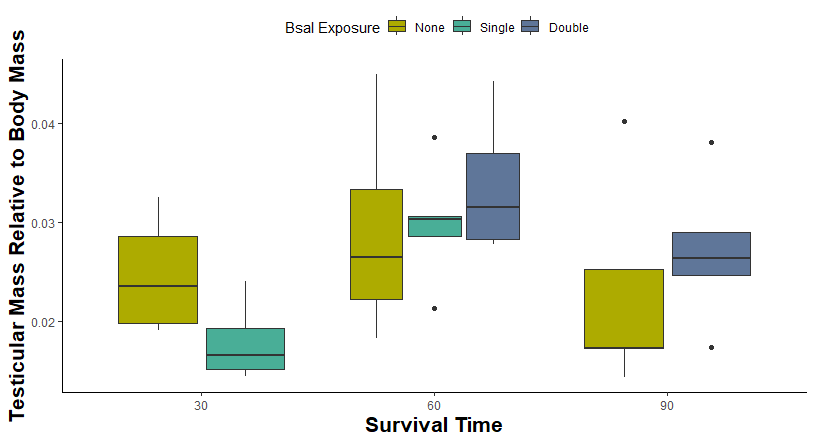 Bsal Exposure None Single Double
Testicular Mass Relative to Body Mass
0.04
0.03
0.02
30 60 90
Survival Time